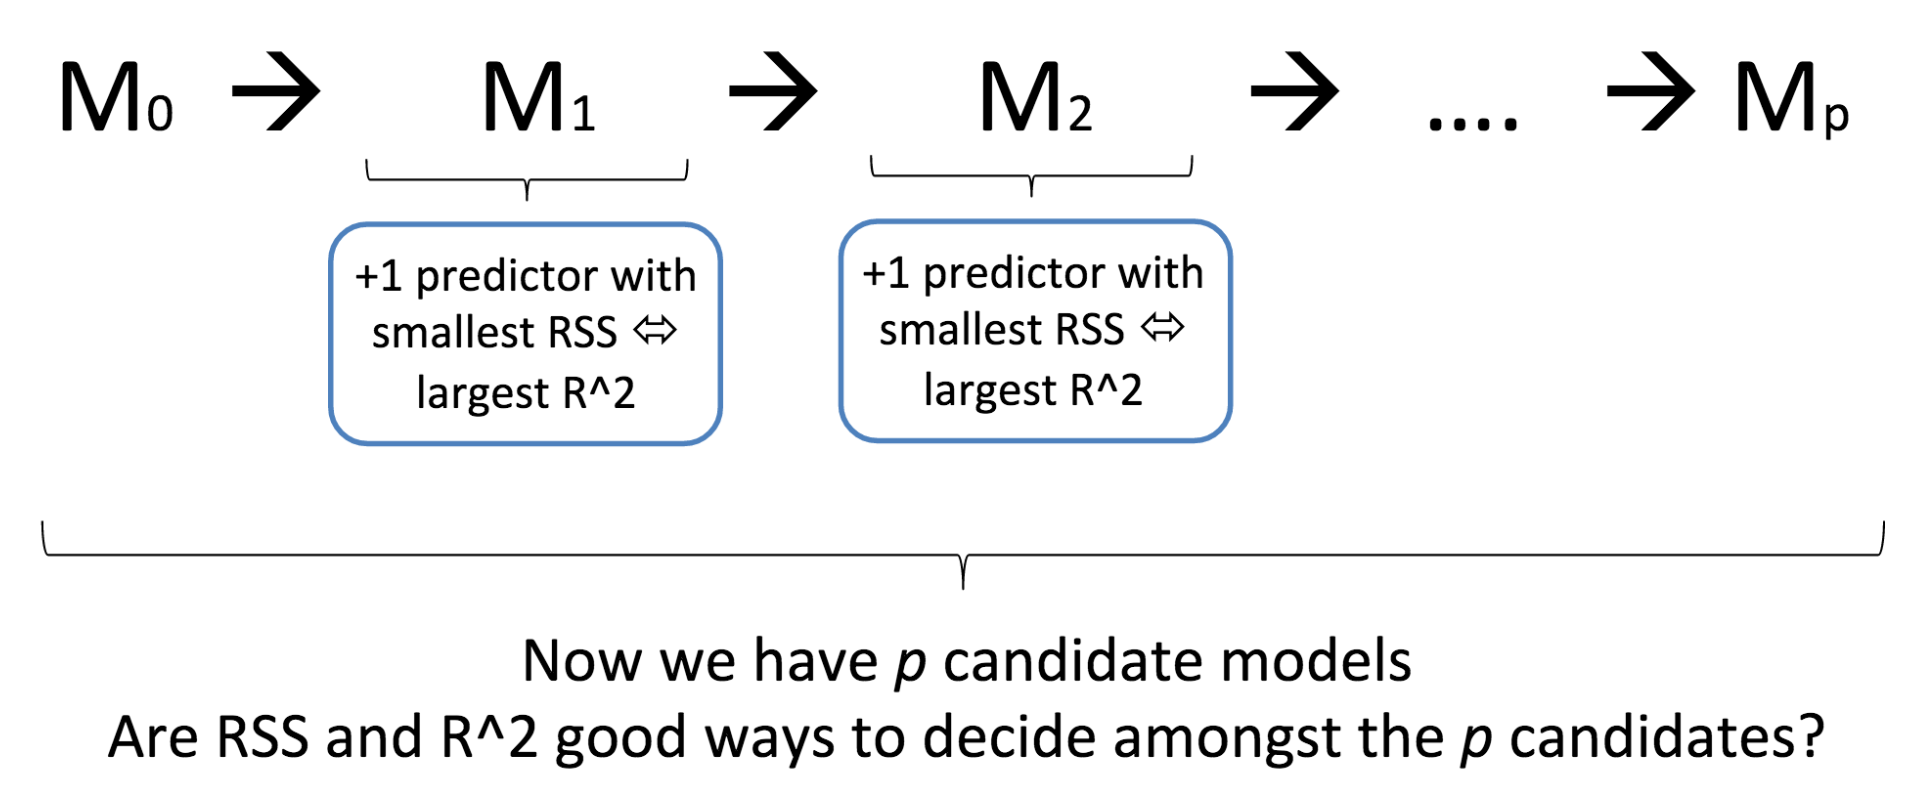 M0 → M1 → M2 → .... → Mp
+1 predictor with
smallest RSS ⬄
largest R^2
+1 predictor with
smallest RSS ⬄
largest R^2
Now we have p candidate models
Are RSS and R^2 good ways to decide amongst the p candidates?